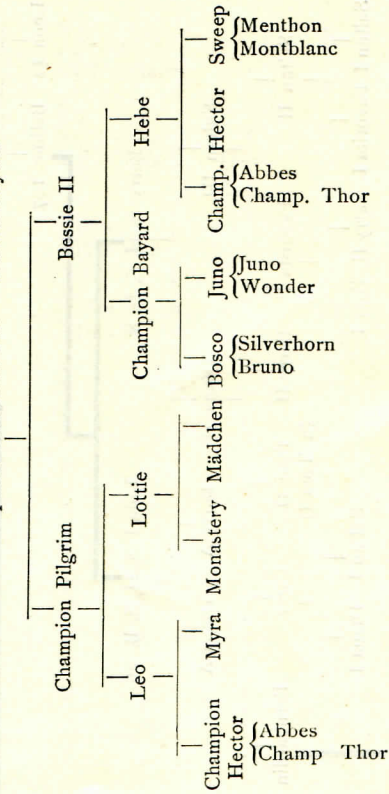 Champion Pilgrim
Bessie II
Leo
Lottie
Champion Bayard
Hebe
Champion
Hector
Myra
Monastery
Mädchen
Bosco
Juno
Champ. Hector
Sweep
{Abbes
{Champ Thor
{Silverhorn
{Bruno
{Juno
{Wonder
{Abbes
{Champ. Thor
{Menthon
{Montblanc